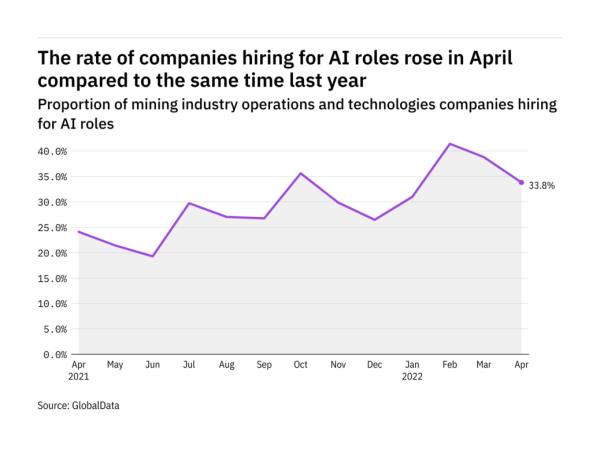 The rate of companies hiring for AI roles rose in April
compared to the same time last year
Proportion of mining industry operations and technologies companies hiring
for AI roles
40.0%
35.0%
30.0%
25.0%
20.0%
15.0%
10.0%
5.0%
0.0%
33.8%
Apr May Jun Jul Aug Sep Oct Nov Dec Jan Feb Mar Apr
2021 2022
Source: GlobalData